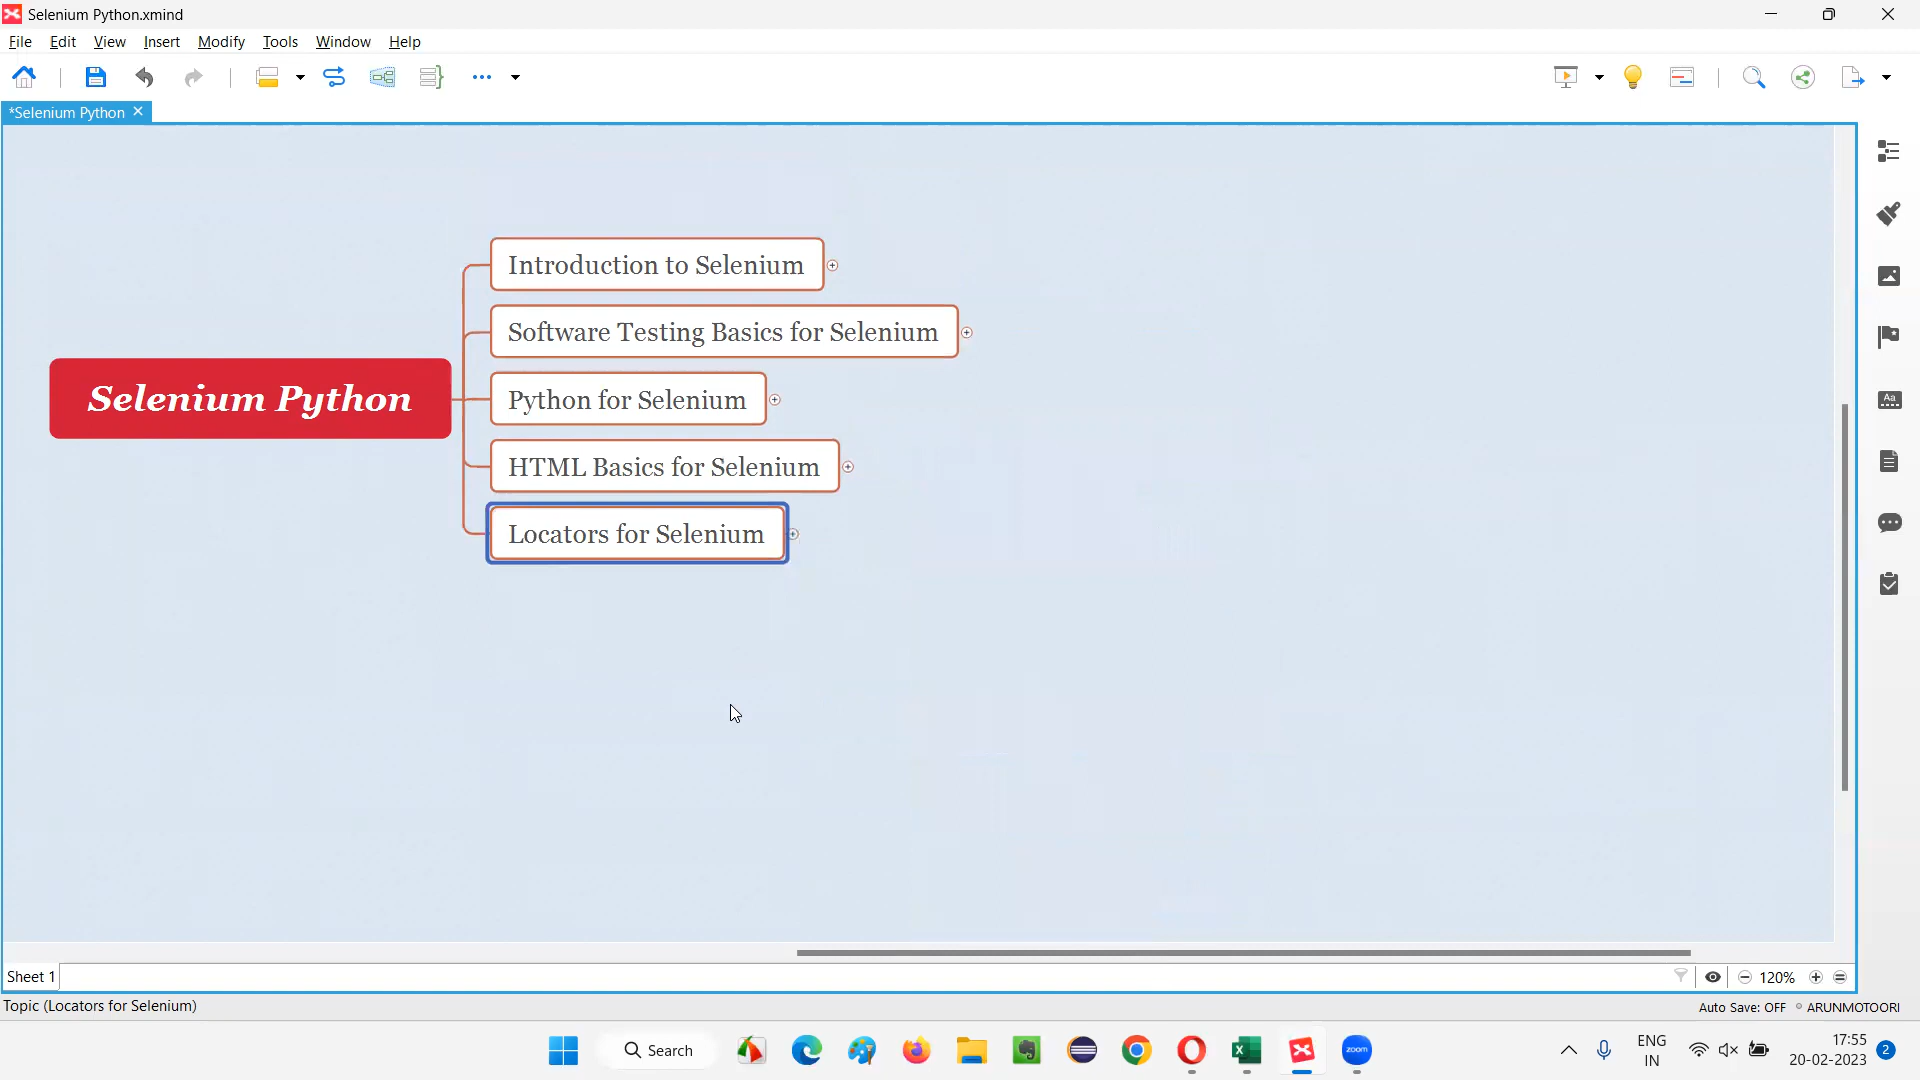 Selenium Python.xmind
File Edit View Insert Modify Tools Window Help
*Selenium Python
Introduction to Selenium
Software Testing Basics for Selenium
Selenium Python
Python for Selenium
HTML Basics for Selenium
Locators for Selenium
Aa
Sheet 1
120%
Topic (Locators for Selenium)
Auto Save: OFF
ARUNMOTOORI
Search
zoom
ENG
IN
17:55
20-02-2023
2